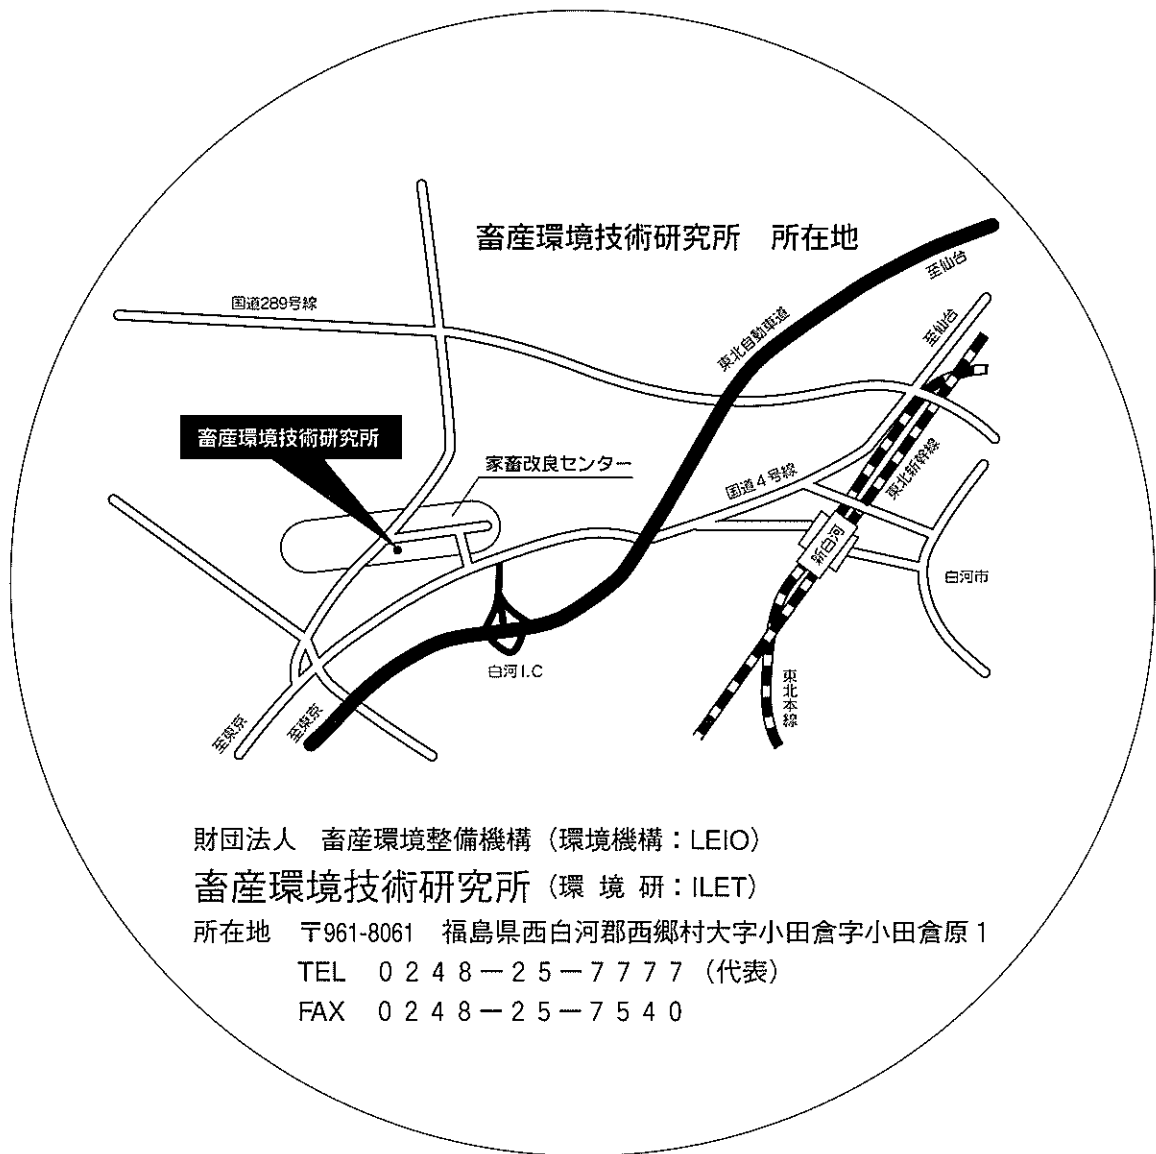 畜産環境技術研究所　所在地
至仙台
国道289号線
東北自動車道
至仙台
畜産環境技術研究所
家畜改良センター
国道4号線
東北新幹線
新白河
白河市
白河I.C
東北本線
至東京
至東京
財団法人　畜産環境整備機構（環境機構：LEIO）
畜産環境技術研究所（環 境 研：ILET）
所在地　〒961-8061　福島県西白河郡西郷村大字小田倉字小田倉原1
TEL　0248－25－7777（代表）
FAX　0248－25－7540